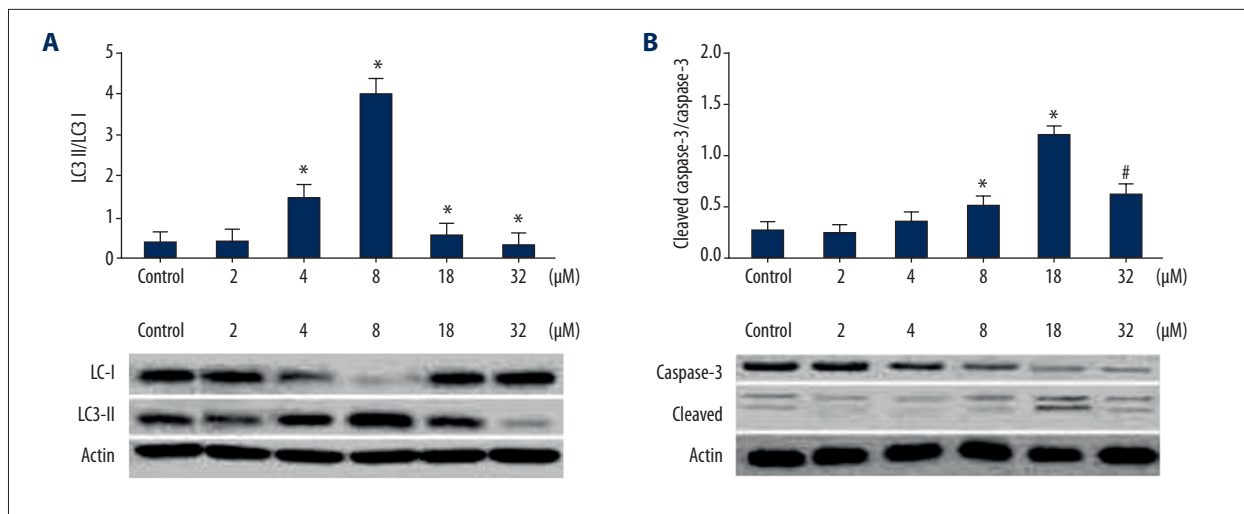 A
LC3 II/LC3 I
5
4
3
2
1
0
*
*
*
*
Control 2 4 8 18 32 (μM)
Control 2 4 8 18 32 (μM)
LC-I
LC3-II
Actin
B
Cleaved caspase-3/caspase-3
2.0
1.5
1.0
0.5
0.0
*
*
#
Control 2 4 8 18 32 (μM)
Control 2 4 8 18 32 (μM)
Caspase-3
Cleaved
Actin